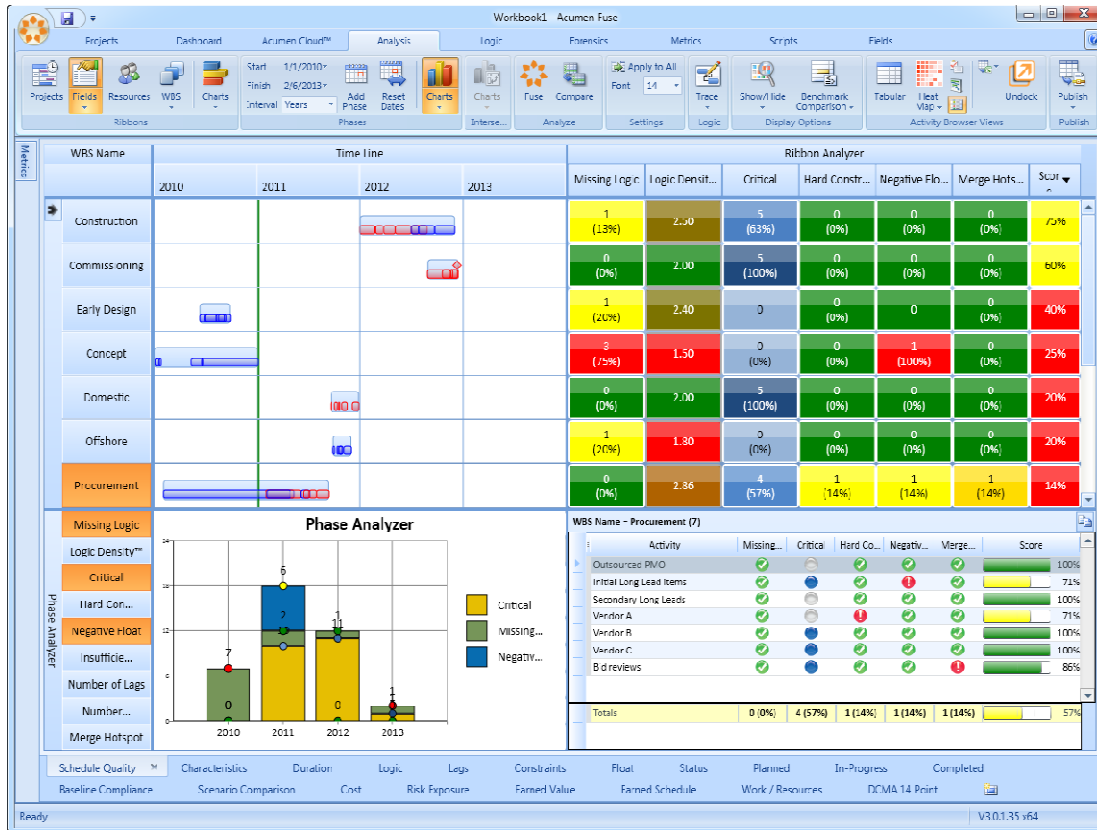 Workbook1 - Acumen Fuse
Projects Dashboard Acumen Cloud™ Analysis Logic Forensics Metrics Scripts Fields
Projects Fields Resources WBS Charts
Start 1/1/2010
Finish 2/6/2013
Interval Years
Add Phase Reset Dates Charts Charts Fuse Compare
Apply to All
Font 14
Trace Show/Hide Benchmark Comparison Tabular Heat Map Undock Publish
Ribbons Phases Interse... Analyze Settings Logic Display Options Activity Browser Views Publish
Metrics
WBS Name Time Line Ribbon Analyzer
2010 2011 2012 2013 Missing Logic Logic Densit... Critical Hard Constr... Negative Flo... Merge Hots... Scor
Construction 1 (13%) 2.50 5 (63%) 0 (0%) 0 (0%) 0 (0%) 75%
Commissioning 0 (0%) 2.00 5 (100%) 0 (0%) 0 (0%) 0 (0%) 60%
Early Design 1 (20%) 2.40 0 0 (0%) 0 0 (0%) 40%
Concept 3 (75%) 1.50 0 (0%) 0 (0%) 1 (100%) 0 (0%) 25%
Domestic 0 (0%) 2.00 5 (100%) 0 (0%) 0 (0%) 0 (0%) 20%
Offshore 1 (20%) 1.80 0 (0%) 0 (0%) 0 (0%) 0 (0%) 20%
Procurement 0 (0%) 2.86 4 (57%) 1 (14%) 1 (14%) 1 (14%) 14%
Phase Analyzer
Missing Logic
Logic Density™
Critical
Hard Con...
Negative Float
Insufficie...
Number of Lags
Number...
Merge Hotspot
Phase Analyzer
24
18
12
6
0
7 0
6 2
1 11 0
1
2010 2011 2012 2013
Critical
Missing...
Negativ...
WBS Name - Procurement (7)
Activity Missing... Critical Hard Co... Negativ... Merge... Score
Outsourced PMO 100%
Initial Long Lead Items 71%
Secondary Long Leads 100%
Vendor A 71%
Vendor B 100%
Vendor C 100%
Bid reviews 86%
Totals 0 (0%) 4 (57%) 1 (14%) 1 (14%) 1 (14%) 57%
Schedule Quality Characteristics Duration Logic Lags Constraints Float Status Planned In-Progress Completed
Baseline Compliance Scenario Comparison Cost Risk Exposure Earned Value Earned Schedule Work / Resources DCMA 14 Point
Ready V3.0.1.35 x64